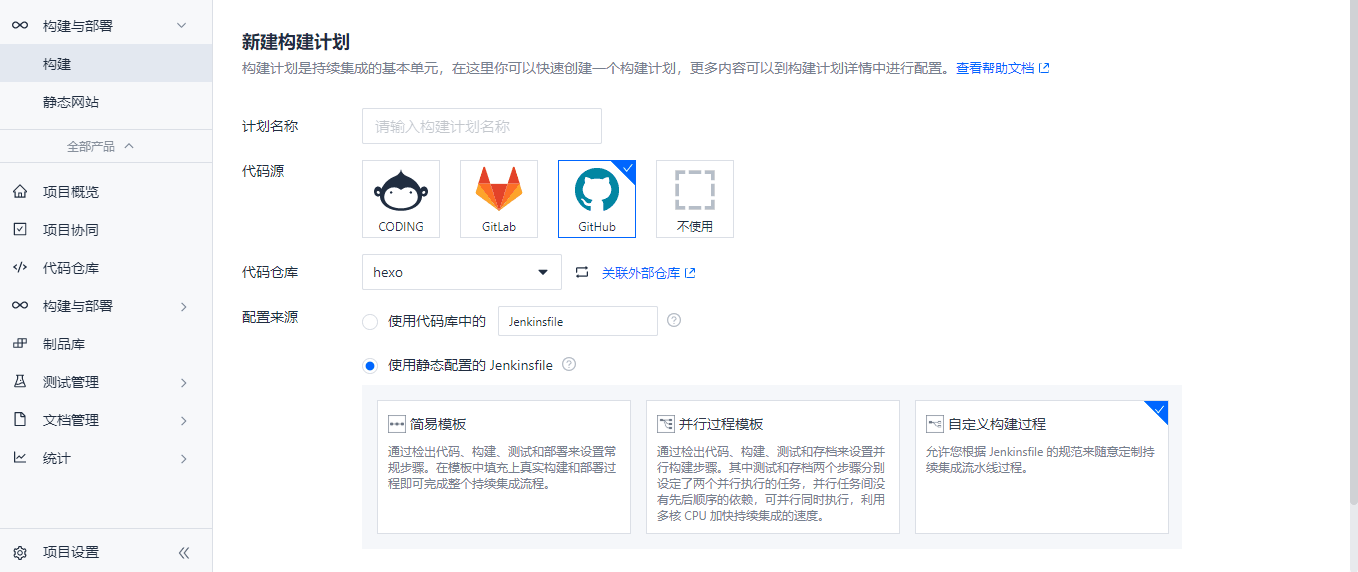 构建与部署
构建
静态网站
全部产品
项目概览
项目协同
代码仓库
构建与部署
制品库
测试管理
文档管理
统计
项目设置
新建构建计划
构建计划是持续集成的基本单元，在这里你可以快速创建一个构建计划，更多内容可以到构建计划详情中进行配置。查看帮助文档
计划名称
请输入构建计划名称
代码源
CODING
GitLab
GitHub
不使用
代码仓库
hexo
关联外部仓库
配置来源
使用代码库中的
Jenkinsfile
使用静态配置的 Jenkinsfile
简易模板
通过检出代码、构建、测试和部署来设置常
规步骤。在模板中填充上真实构建和部署过
程即可完成整个持续集成流程。
并行过程模板
通过检出代码、构建、测试和存档来设置并
行构建步骤。其中测试和存档两个步骤分别
设定了两个并行执行的任务，并行任务间没
有先后顺序的依赖，可并行同时执行，利用
多核 CPU 加快持续集成的速度。
自定义构建过程
允许您根据 Jenkinsfile 的规范来随意定制持
续集成流水线过程。